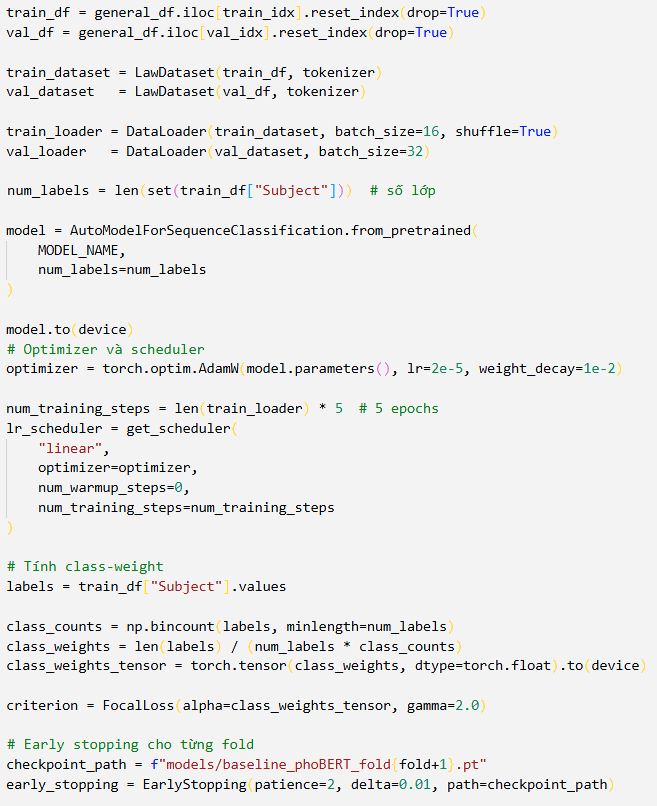 train_df = general_df.iloc[train_idx].reset_index(drop=True)
val_df = general_df.iloc[val_idx].reset_index(drop=True)
train_dataset = LawDataset(train_df, tokenizer)
val_dataset   = LawDataset(val_df, tokenizer)
train_loader = DataLoader(train_dataset, batch_size=16, shuffle=True)
val_loader   = DataLoader(val_dataset, batch_size=32)
num_labels = len(set(train_df["Subject"]))  # số lớp
model = AutoModelForSequenceClassification.from_pretrained(
    MODEL_NAME,
    num_labels=num_labels
)
model.to(device)
# Optimizer và scheduler
optimizer = torch.optim.AdamW(model.parameters(), lr=2e-5, weight_decay=1e-2)
num_training_steps = len(train_loader) * 5  # 5 epochs
lr_scheduler = get_scheduler(
    "linear",
    optimizer=optimizer,
    num_warmup_steps=0,
    num_training_steps=num_training_steps
)
# Tính class-weight
labels = train_df["Subject"].values
class_counts = np.bincount(labels, minlength=num_labels)
class_weights = len(labels) / (num_labels * class_counts)
class_weights_tensor = torch.tensor(class_weights, dtype=torch.float).to(device)
criterion = FocalLoss(alpha=class_weights_tensor, gamma=2.0)
# Early stopping cho từng fold
checkpoint_path = f"models/baseline_phoBERT_fold{fold+1}.pt"
early_stopping = EarlyStopping(patience=2, delta=0.01, path=checkpoint_path)